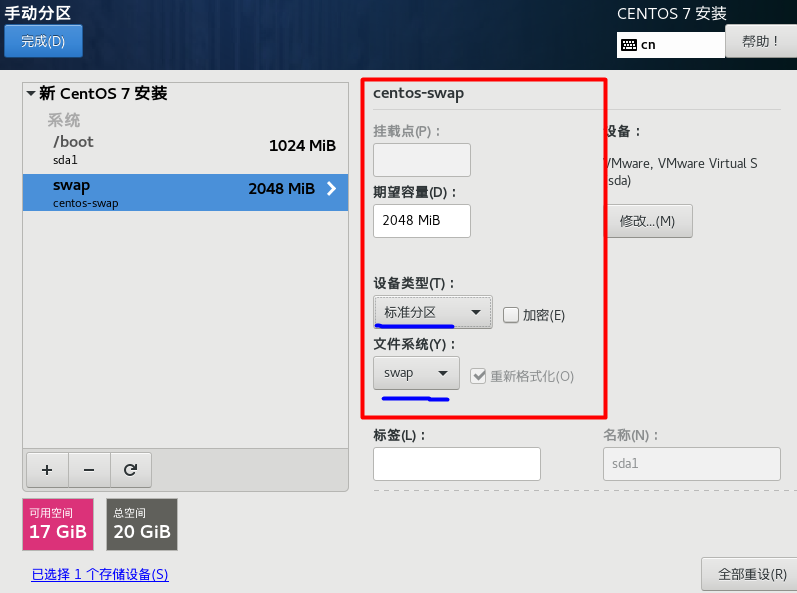 手动分区
CENTOS 7 安装
完成(D)
cn
帮助！
新 CentOS 7 安装
系统
/boot
1024 MiB
sda1
swap
2048 MiB
centos-swap
centos-swap
挂载点(P)：
期望容量(D)：
2048 MiB
设备类型(T)：
标准分区
加密(E)
文件系统(Y)：
swap
重新格式化(O)
设备：
VMware, VMware Virtual S
sda)
修改...(M)
标签(L)：
名称(N)：
sda1
+ −
可用空间
17 GiB
总空间
20 GiB
已选择 1 个存储设备(S)
全部重设(R)